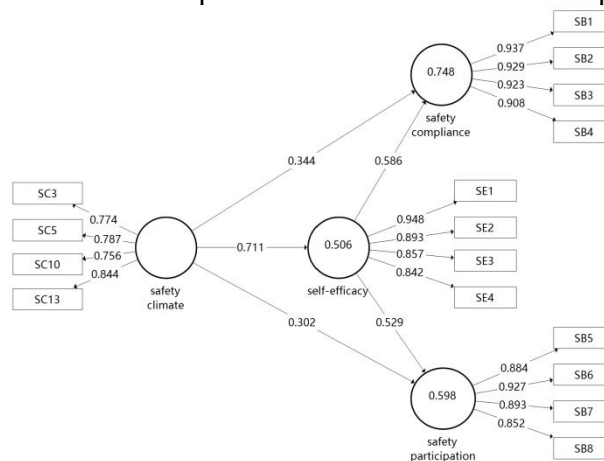 SB1
0.937
SB2
0.748
0.929
0.923
SB3
0.908
safety
compliance
SB4
0.344
0.586
SC3
0.774
SE1
0.948
SC5
0.787
SE2
0.893
0.711
0.506
SC10
0.756
0.857
SE3
0.844
0.842
SC13
SE4
safety
climate
self-efficacy
0.302
0.529
SB5
0.884
SB6
0.927
0.598
0.893
SB7
0.852
safety
participation
SB8